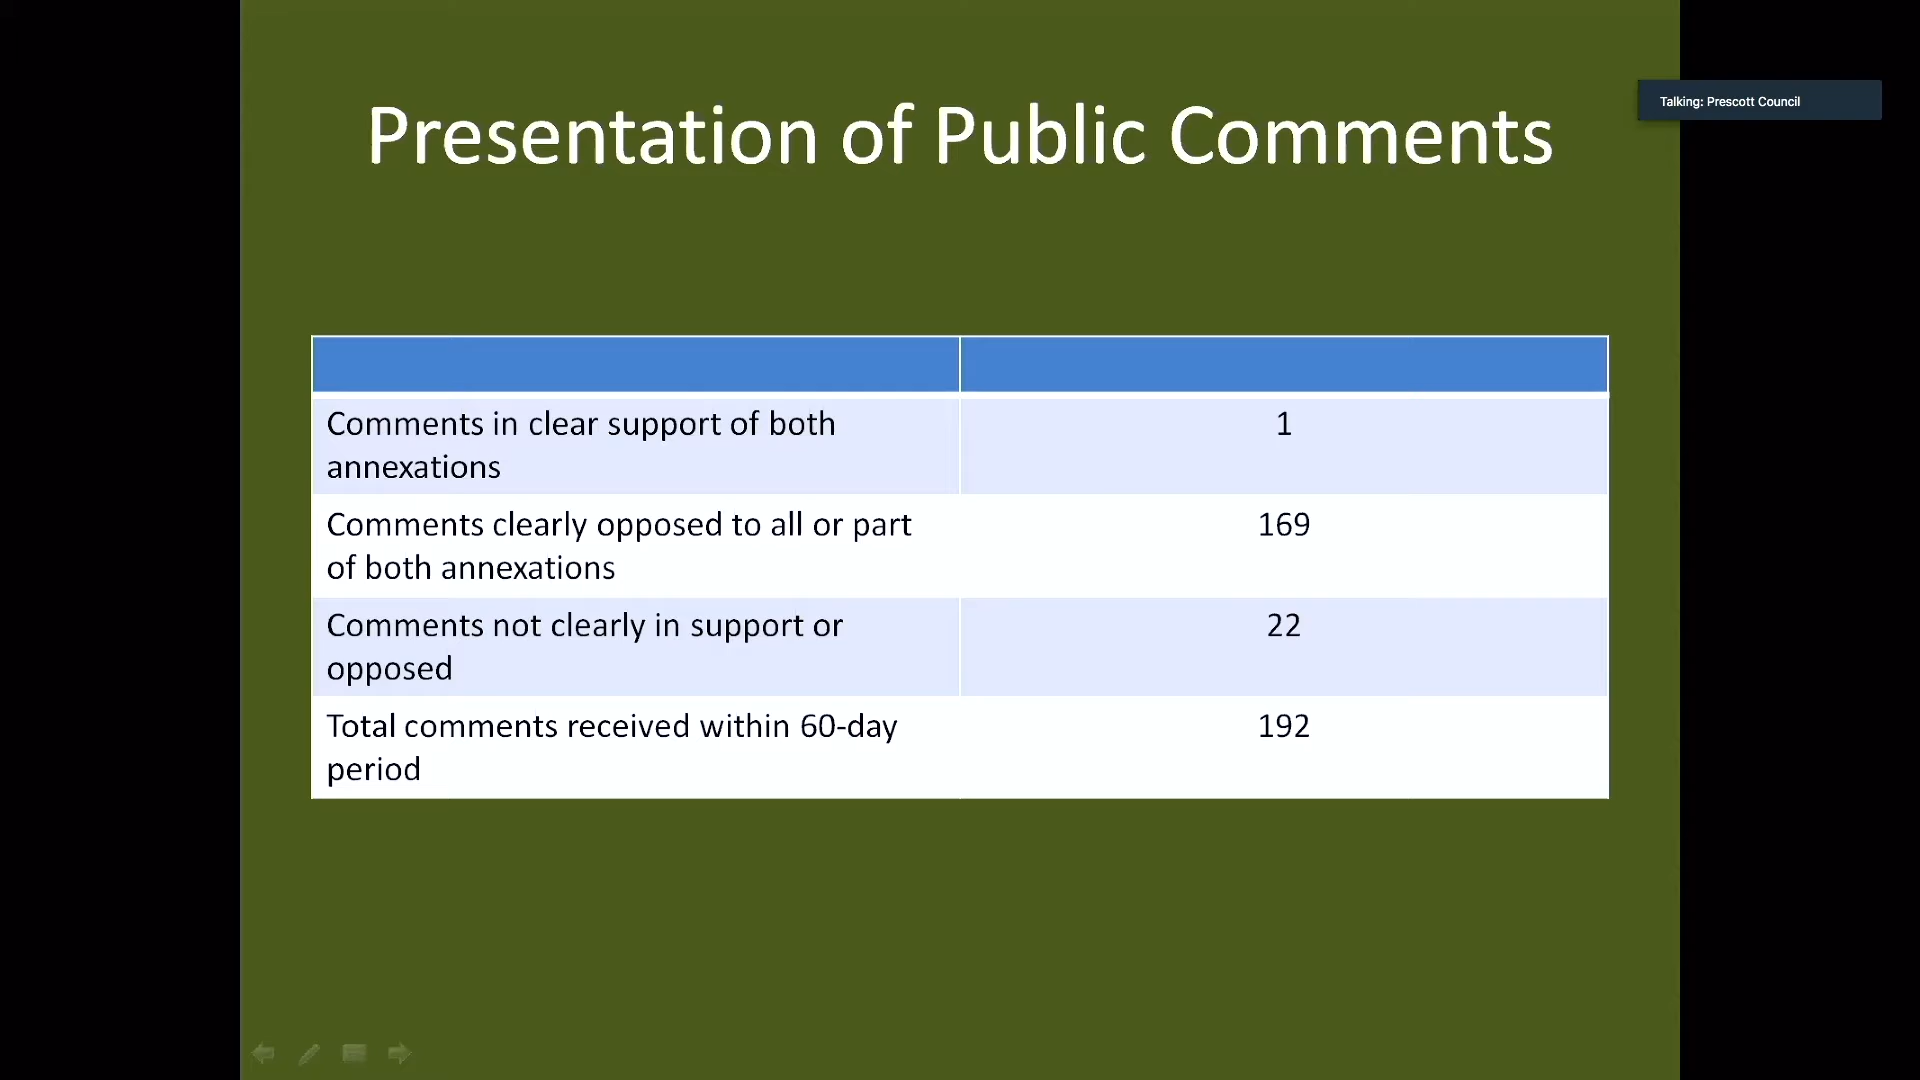 Presentation of Public Comments
Talking: Prescott Council
Comments in clear support of both
annexations
1
Comments clearly opposed to all or part
of both annexations
169
Comments not clearly in support or
opposed
22
Total comments received within 60-day
period
192